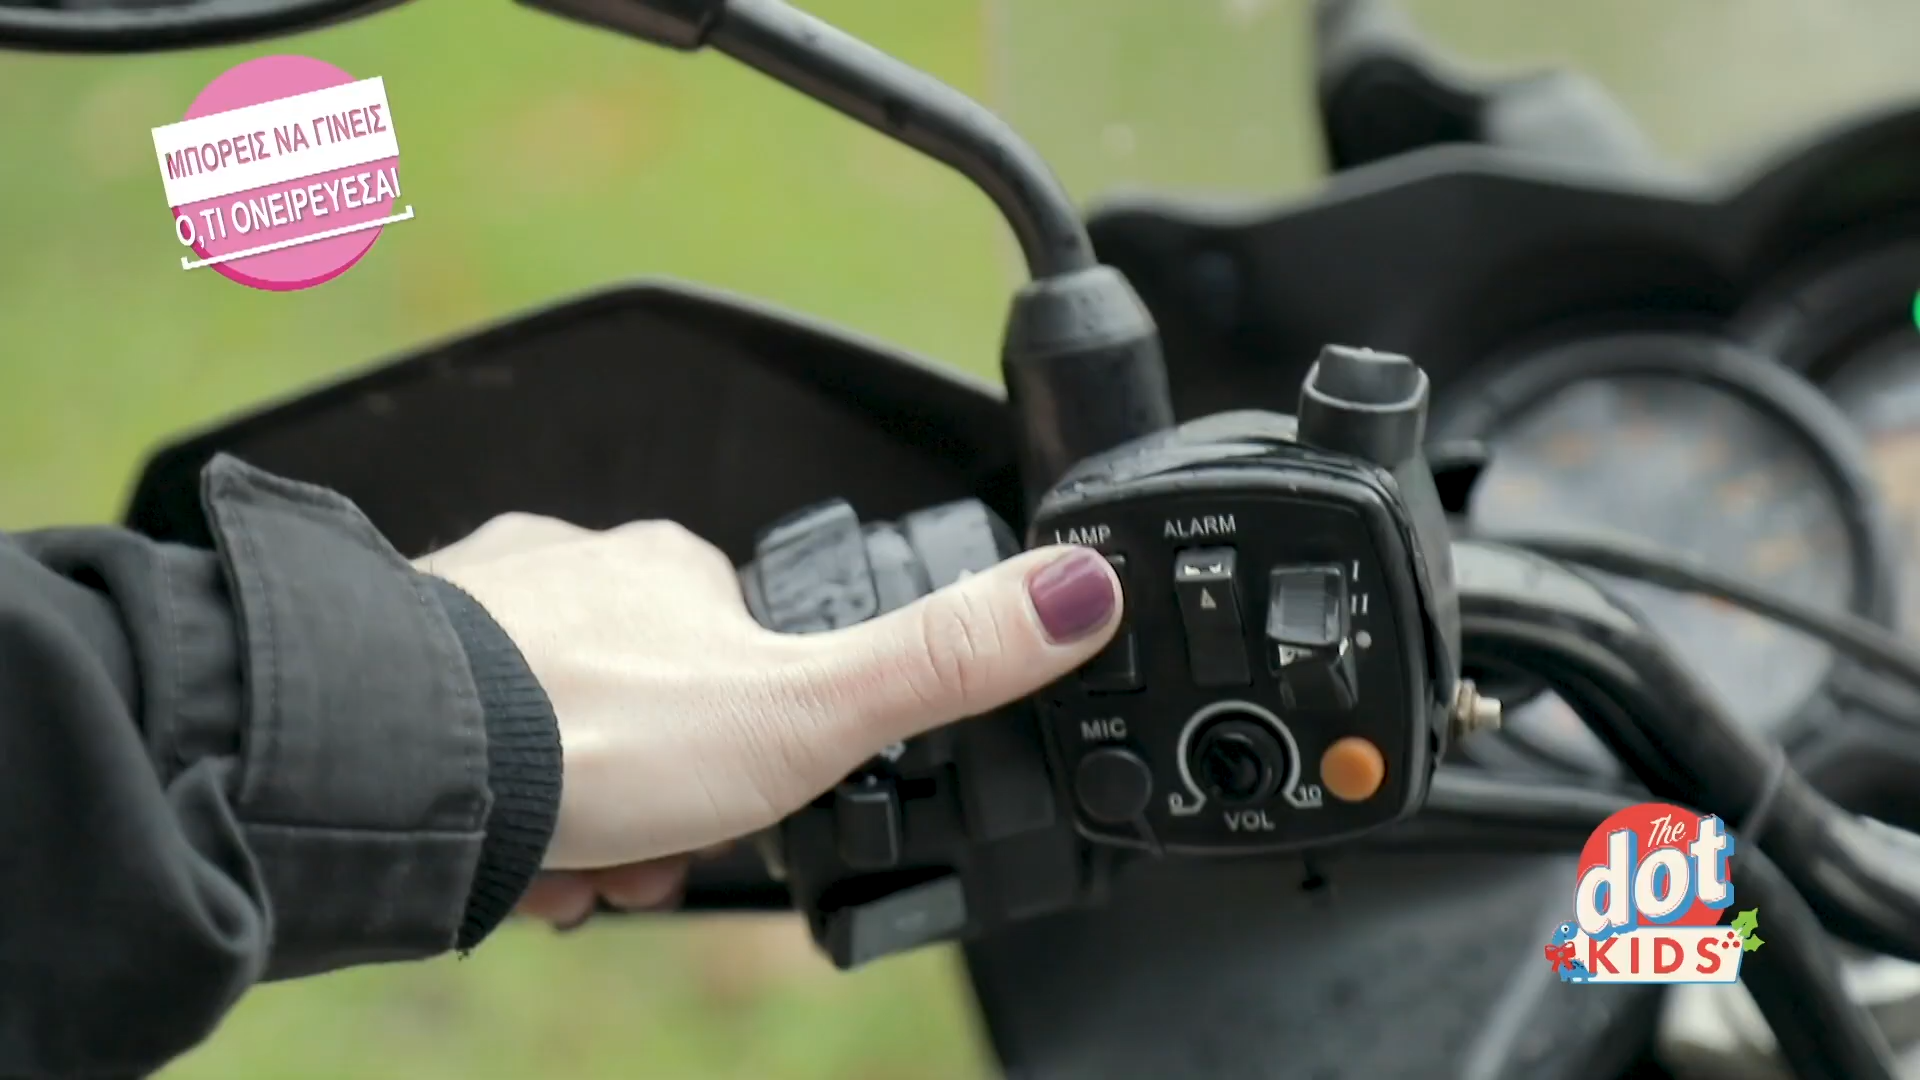 ΜΠΟΡΕΙΣ ΝΑ ΓΙΝΕΙΣ
Ο,ΤΙ ΟΝΕΙΡΕΥΕΣΑΙ
LAMP
ALARM
I
II
MIC
0
10
VOL
The
dot
KIDS